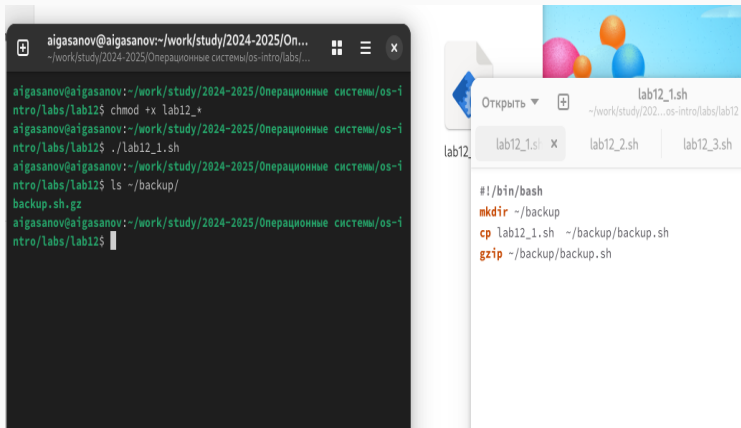 aigasanov@aigasanov:~/work/study/2024-2025/Оп...
~/work/study/2024-2025/Операционные системы/os-intro/labs/...
aigasanov@aigasanov:~/work/study/2024-2025/Операционные системы/os-i
ntro/labs/lab12$ chmod +x lab12_*
aigasanov@aigasanov:~/work/study/2024-2025/Операционные системы/os-i
ntro/labs/lab12$ ./lab12_1.sh
aigasanov@aigasanov:~/work/study/2024-2025/Операционные системы/os-i
ntro/labs/lab12$ ls ~/backup/
backup.sh.gz
aigasanov@aigasanov:~/work/study/2024-2025/Операционные системы/os-i
ntro/labs/lab12$
lab12_
Открыть
lab12_1.sh
~/work/study/202...os-intro/labs/lab12
lab12_1.sh
lab12_2.sh
lab12_3.sh
#!/bin/bash
mkdir ~/backup
cp lab12_1.sh ~/backup/backup.sh
gzip ~/backup/backup.sh